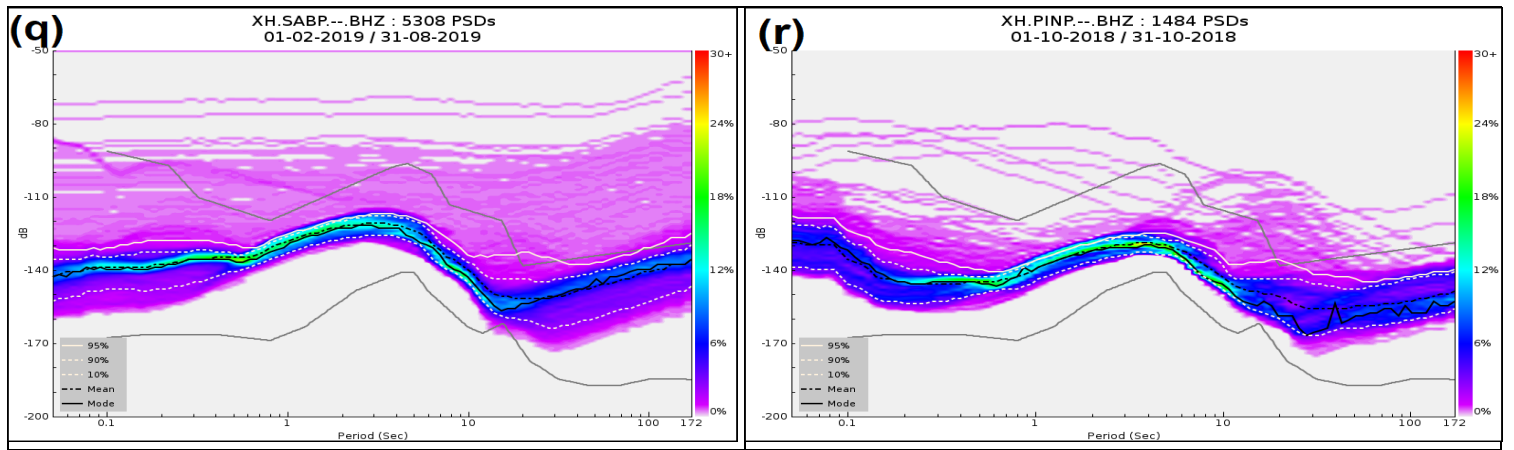 (q)
XH.SABP.--.BHZ : 5308 PSDs
01-02-2019 / 31-08-2019
-50
-80
-110
-140
-170
-200
dB
0.1
1
10
100
172
Period (Sec)
95%
90%
10%
Mean
Mode
30+
24%
18%
12%
6%
0%
(r)
XH.PINP.--.BHZ : 1484 PSDs
01-10-2018 / 31-10-2018
-50
-80
-110
-140
-170
-200
dB
0.1
1
10
100
172
Period (Sec)
95%
90%
10%
Mean
Mode
30+
24%
18%
12%
6%
0%